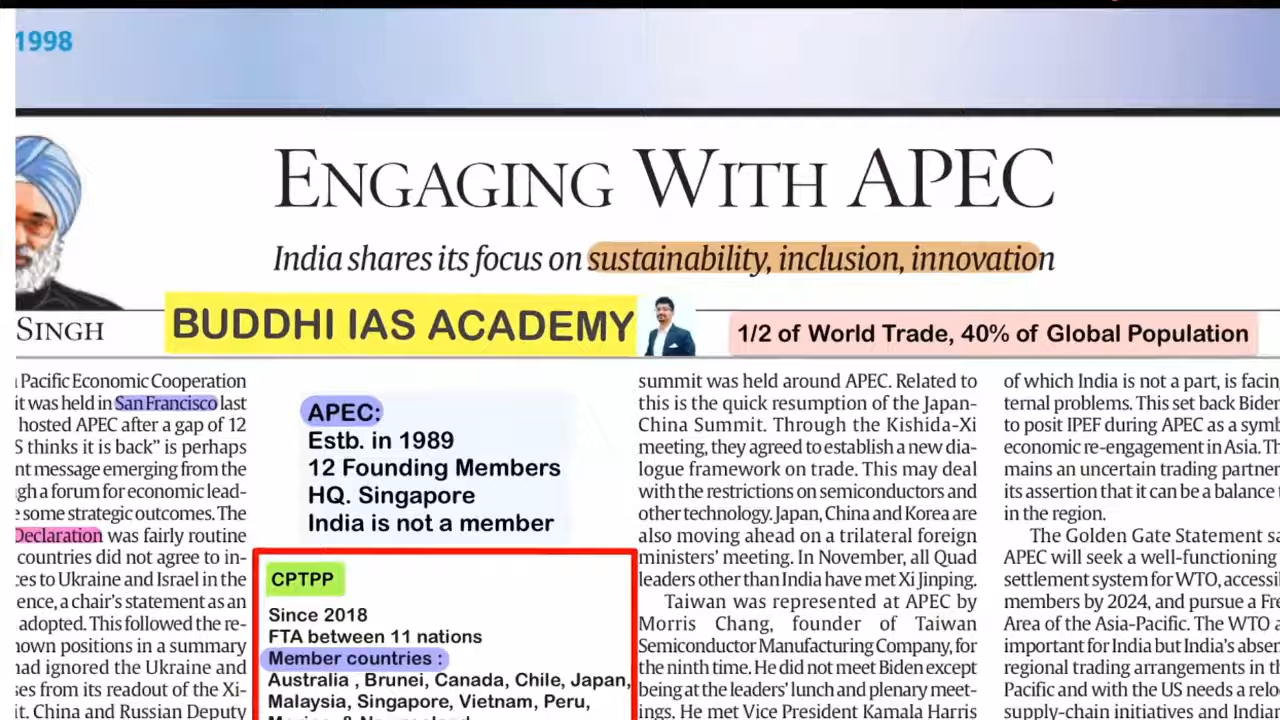 1998
ENGAGING WITH APEC
India shares its focus on sustainability, inclusion, innovation
SINGH
BUDDHI IAS ACADEMY
1/2 of World Trade, 40% of Global Population
Pacific Economic Cooperation
it was held in San Francisco last
hosted APEC after a gap of 12
S thinks it is back" is perhaps
nt message emerging from the
gh a forum for economic lead-
e some strategic outcomes. The
Declaration was fairly routine
countries did not agree to in-
ces to Ukraine and Israel in the
ence, a chair's statement as an
adopted. This followed the re-
nown positions in a summary
had ignored the Ukraine and
ses from its readout of the Xi-
it. China and Russian Deputy
APEC:
Estb. in 1989
12 Founding Members
HQ. Singapore
India is not a member
CPTPP
Since 2018
FTA between 11 nations
Member countries :
Australia , Brunei, Canada, Chile, Japan,
Malaysia, Singapore, Vietnam, Peru,
summit was held around APEC. Related to
this is the quick resumption of the Japan-
China Summit. Through the Kishida-Xi
meeting, they agreed to establish a new dia-
logue framework on trade. This may deal
with the restrictions on semiconductors and
other technology. Japan, China and Korea are
also moving ahead on a trilateral foreign
ministers' meeting. In November, all Quad
leaders other than India have met Xi Jinping.
Taiwan was represented at APEC by
Morris Chang, founder of Taiwan
Semiconductor Manufacturing Company, for
the ninth time. He did not meet Biden except
being at the leaders' lunch and plenary meet-
ings. He met Vice President Kamala Harris
of which India is not a part, is facing
ternal problems. This set back Biden
to posit IPEF during APEC as a symb
economic re-engagement in Asia. Th
mains an uncertain trading partner
its assertion that it can be a balance t
in the region.
The Golden Gate Statement sa
APEC will seek a well-functioning
settlement system for WTO, accessi
members by 2024, and pursue a Fre
Area of the Asia-Pacific. The WTO a
important for India but India's absen
regional trading arrangements in th
Pacific and with the US needs a relo
supply-chain initiatives and Indian